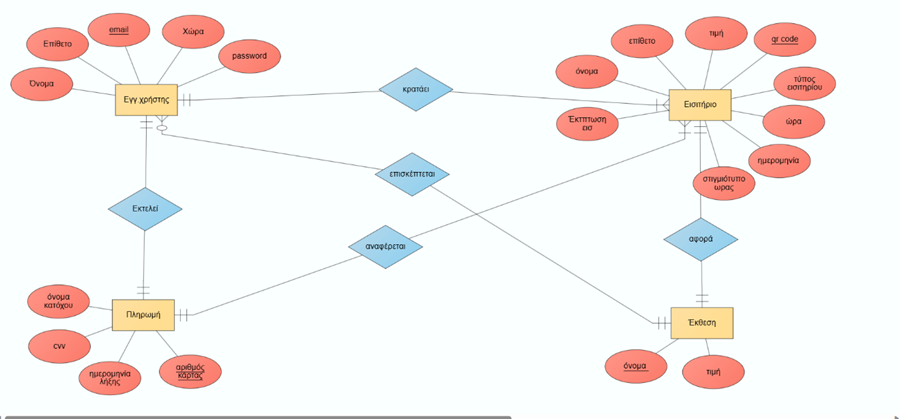 Επίθετο
email
Χώρα
Όνομα
password
Εγγ χρήστης
κρατάει
επίθετο
τιμή
qr code
όνομα
τύπος
εισιτηρίου
Έκπτωση
εισ
Εισιτήριο
ώρα
ημερομηνία
στιγμιότυπο
ωρας
επισκέπτεται
Εκτελεί
αναφέρεται
αφορά
όνομα
κατόχου
Πληρωμή
Έκθεση
cvv
ημερομηνία
λήξης
αριθμός
κάρτας
όνομα
τιμή